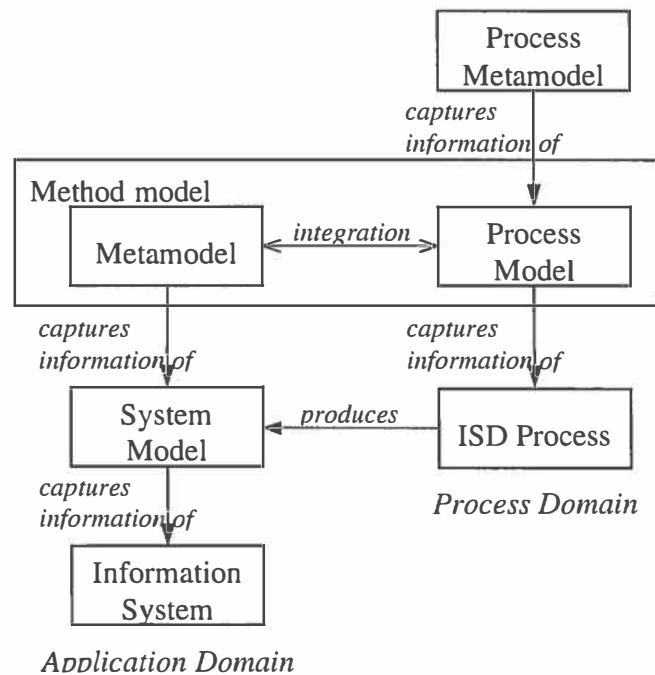 Process
Metamodel
captures
information of
Method model
Metamodel
integration
Process
Model
captures
information of
captures
information of
System
Model
produces
ISD Process
captures
information of
Process Domain
Information
System
Application Domain